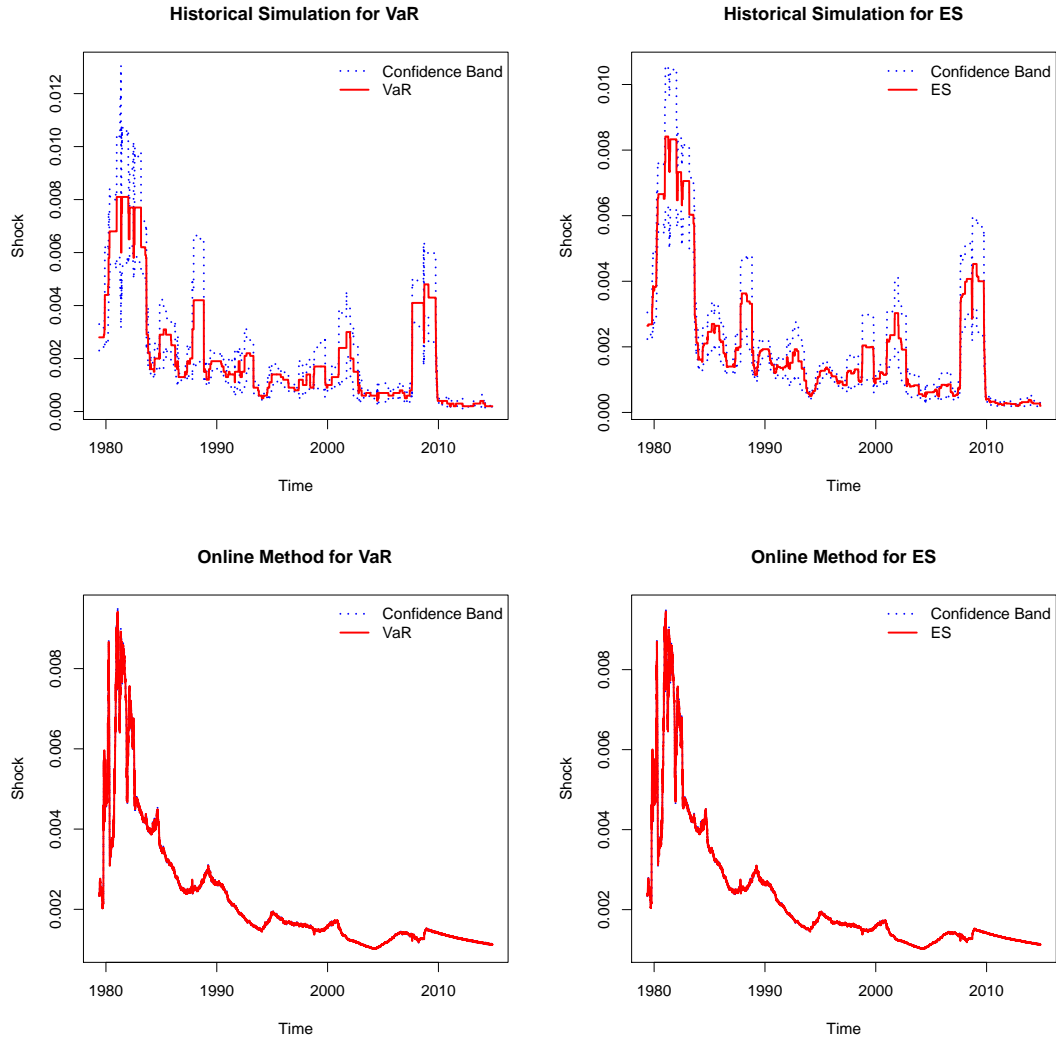 Historical Simulation for VaR
Shock
0.000 0.002 0.004 0.006 0.008 0.010 0.012
Confidence Band
VaR
1980 1990 2000 2010
Time
Historical Simulation for ES
Shock
0.000 0.002 0.004 0.006 0.008 0.010
Confidence Band
ES
1980 1990 2000 2010
Time
Online Method for VaR
Shock
0.002 0.004 0.006 0.008
Confidence Band
VaR
1980 1990 2000 2010
Time
Online Method for ES
Shock
0.002 0.004 0.006 0.008
Confidence Band
ES
1980 1990 2000 2010
Time